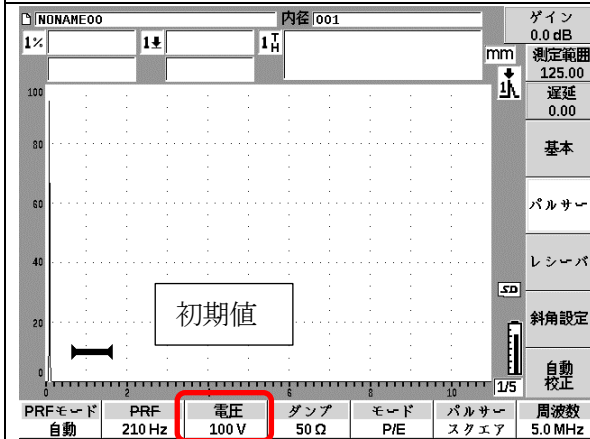 NONAME00
内径 001
ゲイン
0.0 dB
1%
1
1 T H
mm
測定範囲
125.00
1
遅延
0.00
100
80
60
40
20
0
基本
パルサー
レシーバ
SD
斜角設定
自動
校正
初期値
2
4
6
8
10
1/5
PRFモード
PRF
電圧
ダンプ
モード
パルサー
周波数
自動
210 Hz
100 V
50 Ω
P/E
スクエア
5.0 MHz